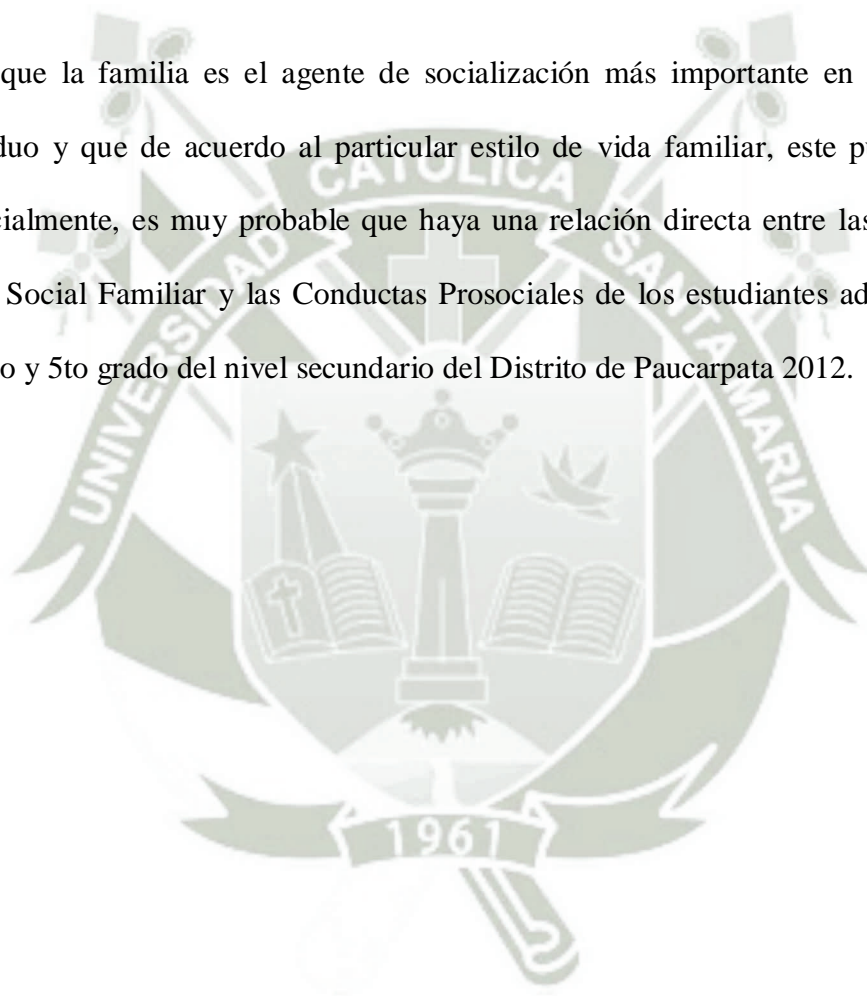 que la familia es el agente de socialización más importante en
duo y que de acuerdo al particular estilo de vida familiar, este
cialmente, es muy probable que haya una relación directa entre las
Social Familiar y las Conductas Prosociales de los estudiantes
o y 5to grado del nivel secundario del Distrito de Paucarpata 2012.
UNIVERSIDAD CATOLICA SANTA MARIA
1961